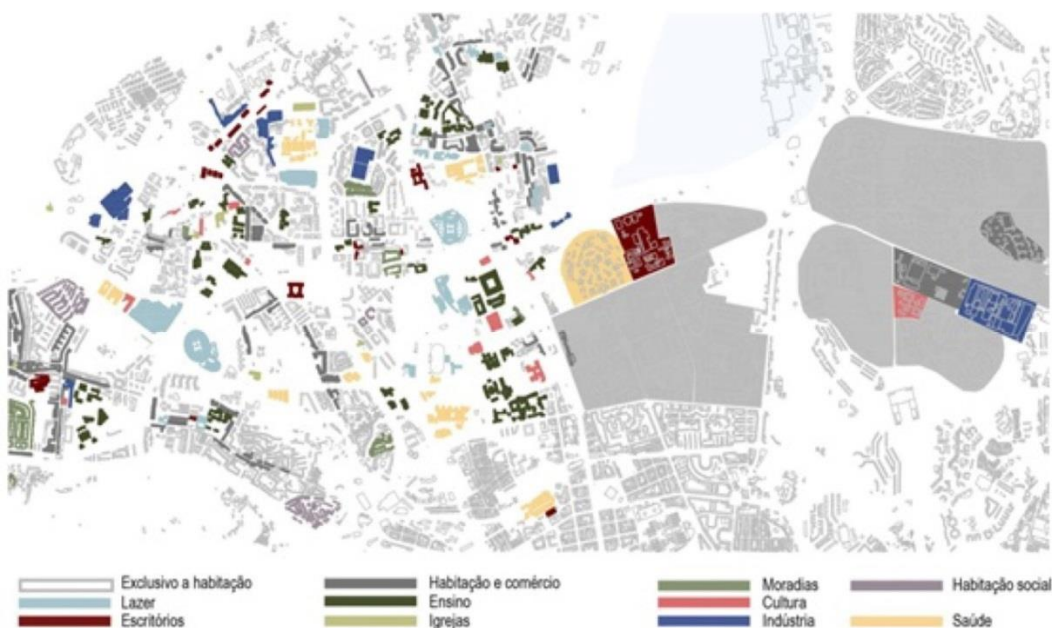 Exclusivo a habitação Habitação e comércio Moradias Habitação social
Lazer Ensino Cultura
Escritórios Igrejas Indústria Saúde